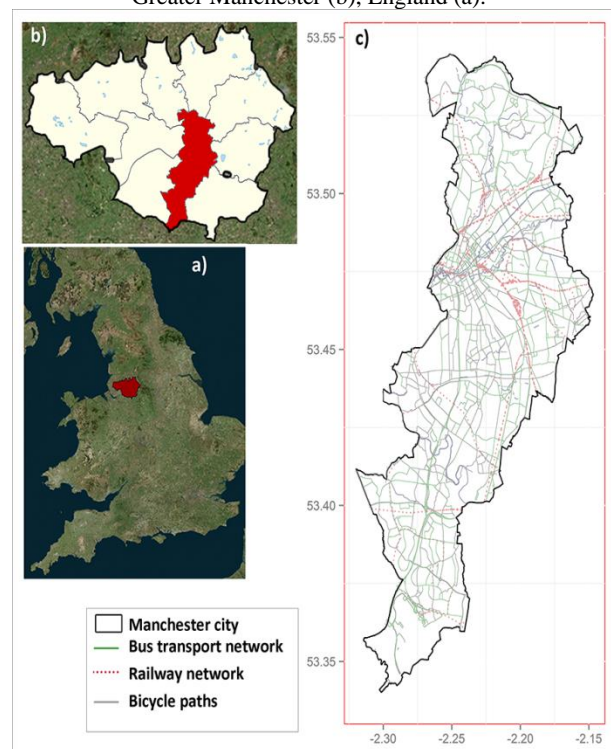 Greater Manchester (b), England (a).
b)
a)
c)
53.55
53.50
53.45
53.40
53.35
-2.30
-2.25
-2.20
-2.15
Manchester city
Bus transport network
Railway network
Bicycle paths